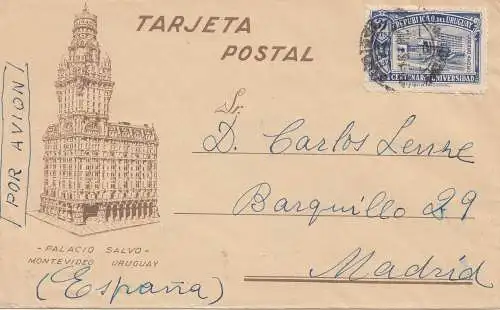 TARJETA
POSTAL
REPUBLICA DEL URUGUAY
CENTENARIO UNIVERSIDAD
POR AVION
Sr.
D. Carlos
Barquillo 29
Madrid
(España)
- PALACIO SALVO -
MONTEVIDEO URUGUAY